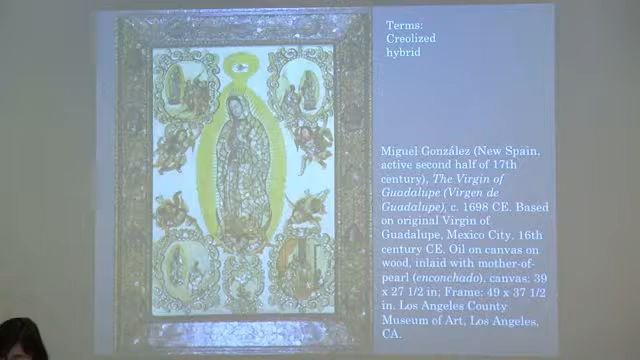 Terms:
Creolized
hybrid
Miguel González (New Spain,
active second half of 17th
century), The Virgin of
Guadalupe (Virgen de
Guadalupe), c. 1698 CE. Based
on original Virgin of
Guadalupe, Mexico City, 16th
century CE. Oil on canvas on
wood, inlaid with mother-of-
pearl (enconchado), canvas: 39
x 27 1/2 in; Frame: 49 x 37 1/2
in. Los Angeles County
Museum of Art, Los Angeles,
CA.